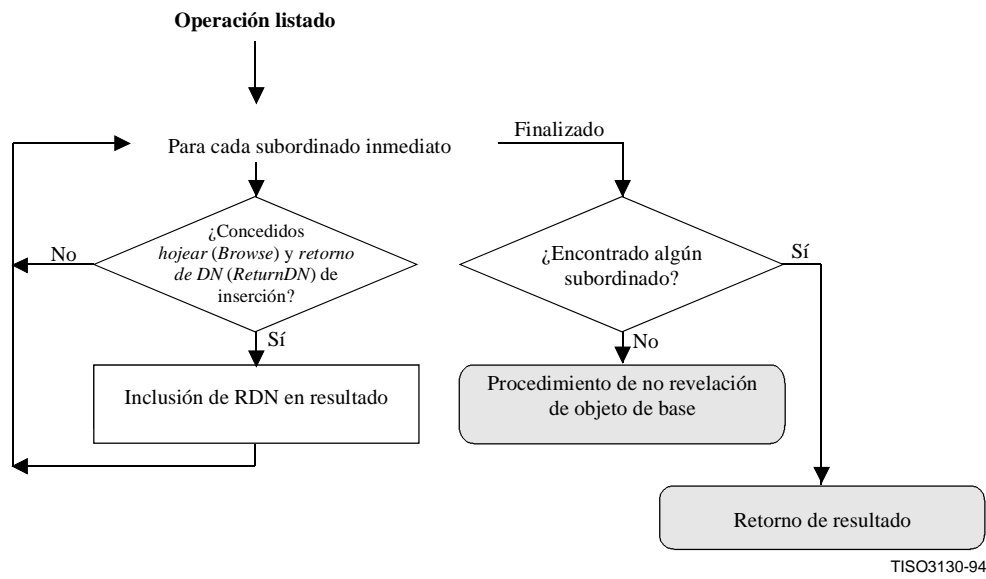 Operación listado
Finalizado
Para cada subordinado inmediato
¿Concedidos
hojear (Browse) y retorno
de DN (ReturnDN) de
inserción?
No
Sí
¿Encontrado algún
subordinado?
Sí
No
Inclusión de RDN en resultado
Procedimiento de no revelación
de objeto de base
Retorno de resultado
TISO3130-94